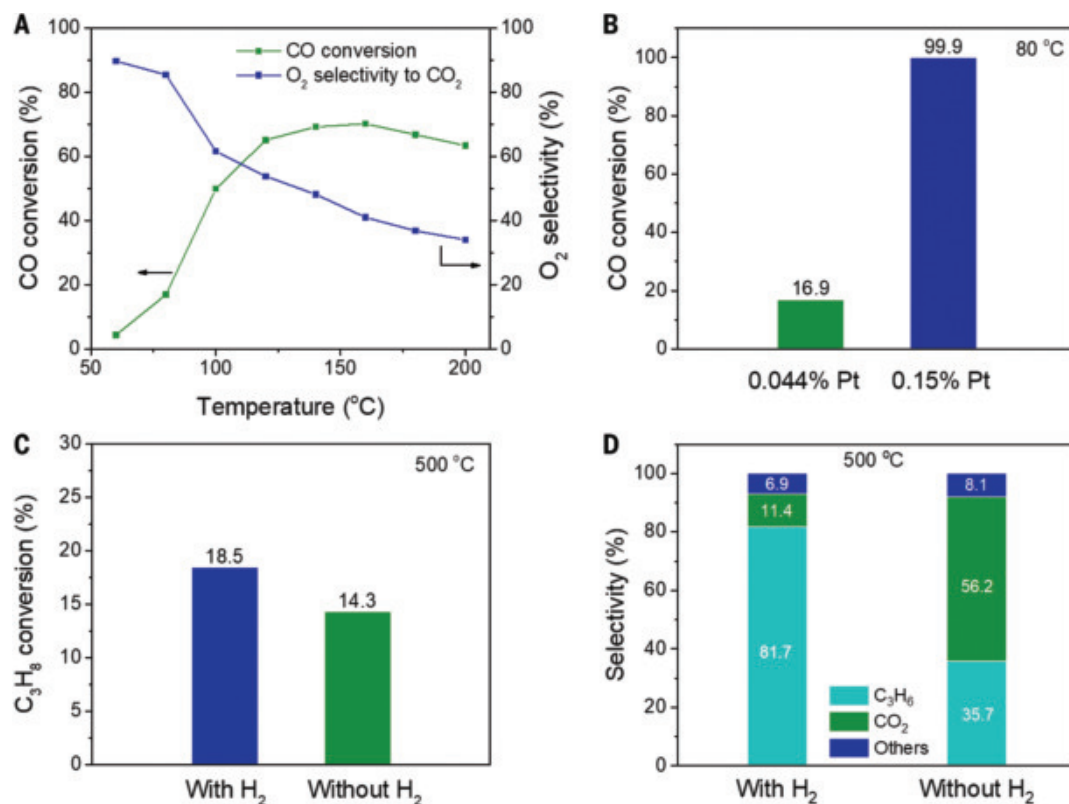 A
CO conversion (%)
100
80
60
40
20
0
CO conversion
O₂ selectivity to CO₂
100
80
60
40
20
0
O₂ selectivity (%)
50
100
150
200
Temperature (°C)
B
CO conversion (%)
100
80
60
40
20
0
80 °C
16.9
99.9
0.044% Pt
0.15% Pt
C
C₃H₈ conversion (%)
30
25
20
15
10
5
0
500 °C
18.5
14.3
With H₂
Without H₂
D
Selectivity (%)
100
80
60
40
20
0
500 °C
6.9
11.4
81.7
8.1
56.2
35.7
C₃H₆
CO₂
Others
With H₂
Without H₂